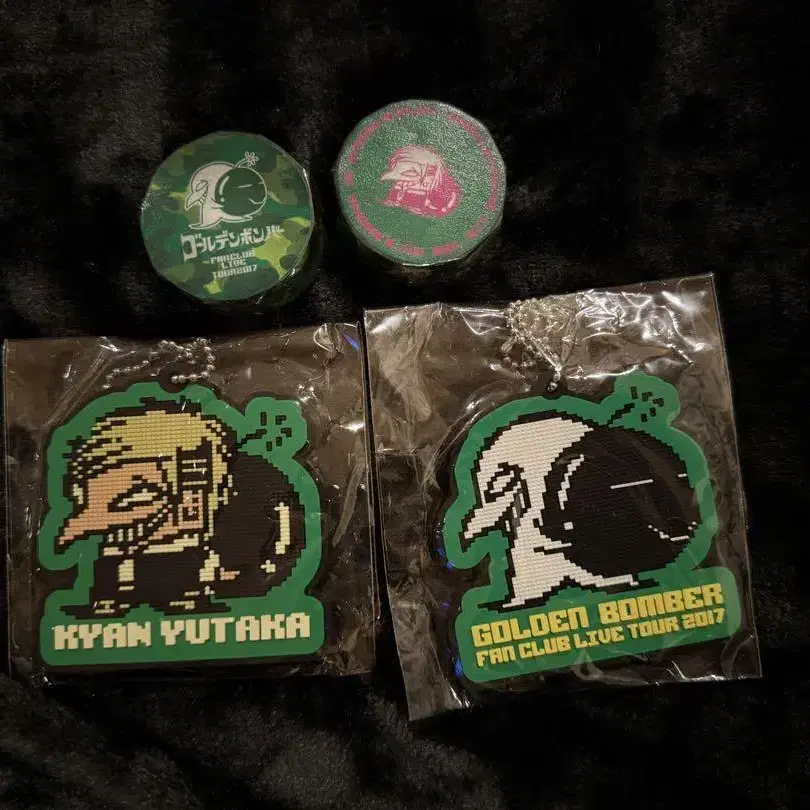 ゴールデンボンバー
FANCLUB
LIVE
TOUR2017
KYAN YUTAKA
GOLDEN BOMBER
FAN CLUB LIVE TOUR 2017